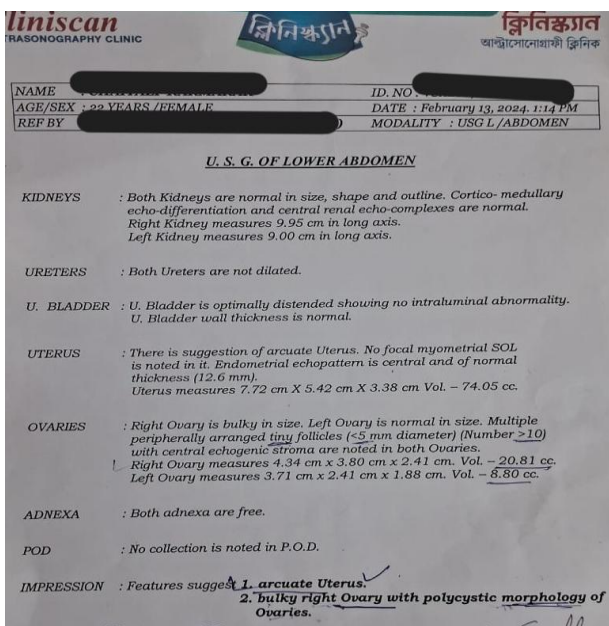 liniscan
TRASONOGRAPHY CLINIC
ক্লিনিস্ক্যান
ক্লিনিস্ক্যান
আল্ট্রাসোনোগ্রাফী ক্লিনিক
NAME
ID. NO
AGE/SEX : 22 YEARS /FEMALE
DATE : February 13, 2024. 1:14 PM
REF BY
MODALITY : USG L /ABDOMEN
U. S. G. OF LOWER ABDOMEN
KIDNEYS : Both Kidneys are normal in size, shape and outline. Cortico- medullary
echo-differentiation and central renal echo-complexes are normal.
Right Kidney measures 9.95 cm in long axis.
Left Kidney measures 9.00 cm in long axis.
URETERS : Both Ureters are not dilated.
U. BLADDER : U. Bladder is optimally distended showing no intraluminal abnormality.
U. Bladder wall thickness is normal.
UTERUS : There is suggestion of arcuate Uterus. No focal myometrial SOL
is noted in it. Endometrial echopattern is central and of normal
thickness (12.6 mm).
Uterus measures 7.72 CM X 5.42 CM X 3.38 CM Vol. – 74.05 cc.
OVARIES : Right Ovary is bulky in size. Left Ovary is normal in size. Multiple
peripherally arranged tiny follicles (<5 mm diameter) (Number >10)
with central echogenic stroma are noted in both Ovaries.
Right Ovary measures 4.34 cm x 3.80 cm x 2.41 cm. Vol. – 20.81 cc.
Left Ovary measures 3.71 cm x 2.41 cm x 1.88 cm. Vol. – 8.80 cc.
ADNEXA : Both adnexa are free.
POD : No collection is noted in P.O.D.
IMPRESSION : Features suggest 1. arcuate Uterus.
2. bulky right Ovary with polycystic morphology of
Ovaries.